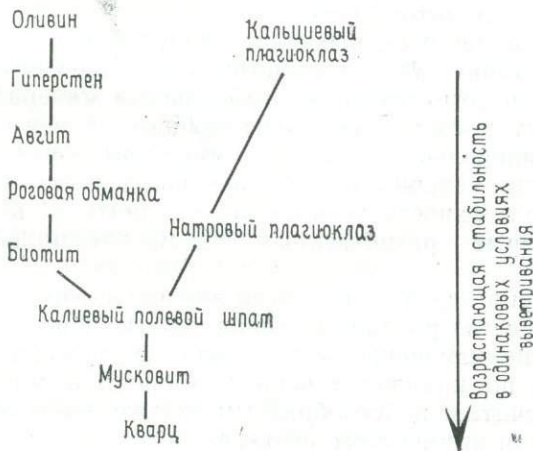 Оливин
Кальциевый
плагиоклаз
Гиперстен
Авгит
Роговая обманка
Натровый плагиоклаз
Биотит
Калиевый полевой шпат
Мусковит
Кварц
Возрастающая стабильность
в одинаковых условиях
выветривания